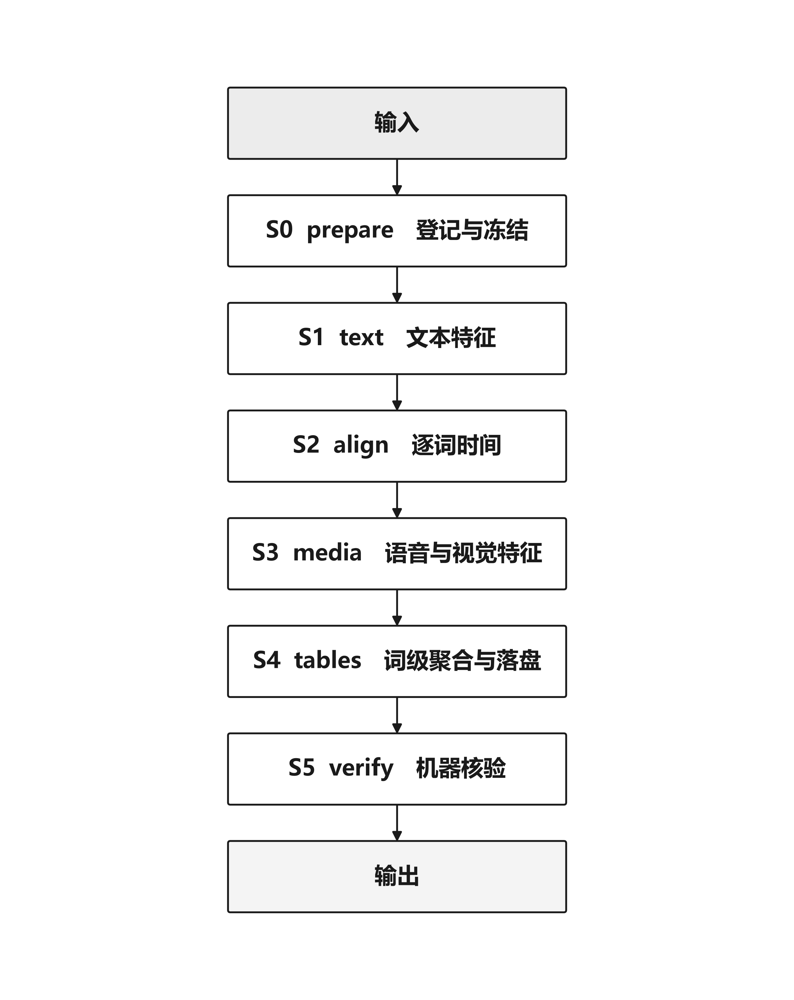 输入
S0 prepare 登记与冻结
S1 text 文本特征
S2 align 逐词时间
S3 media 语音与视觉特征
S4 tables 词级聚合与落盘
S5 verify 机器核验
输出